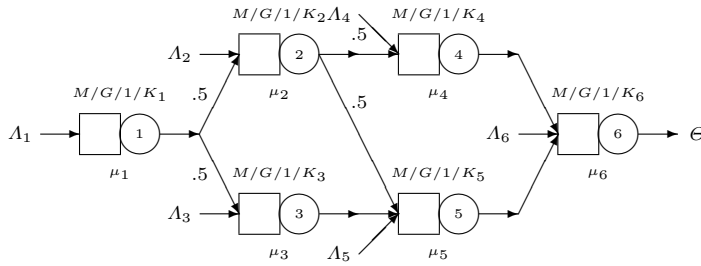 M/G/1/K₂ Λ₄ M/G/1/K₄
.5
Λ₂ 2 4
M/G/1/K₁ .5 μ₂ .5 μ₄ M/G/1/K₆
Λ₁ 1 Λ₆ 6 Θ
μ₁ .5 M/G/1/K₃ M/G/1/K₅ μ₆
Λ₃ 3 5
μ₃ Λ₅ μ₅